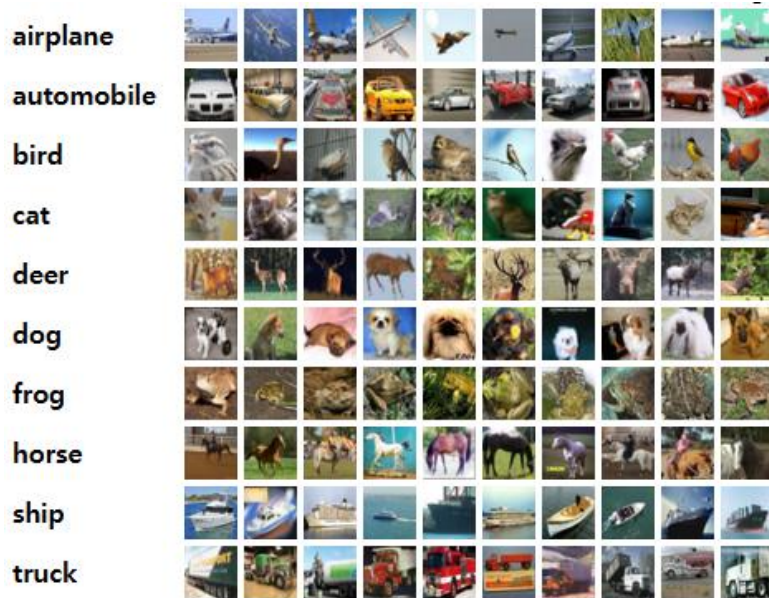 airplane
automobile
bird
cat
deer
dog
frog
horse
ship
truck